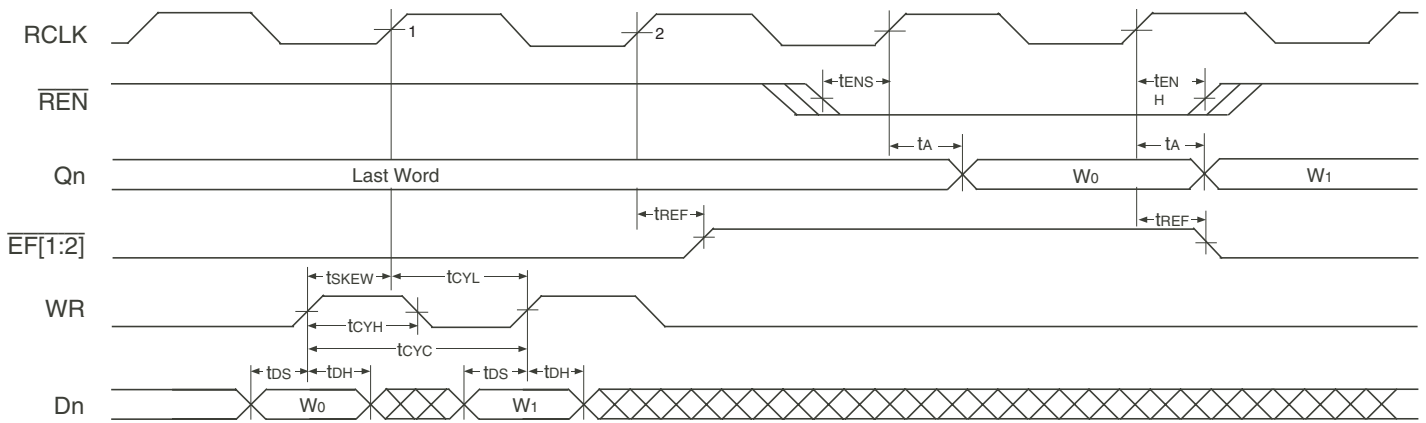 RCLK
1
2
REN
tENS
tEN
H
tA
tA
Qn
Last Word
W0
W1
tREF
tREF
EF[1:2]
tSKEW
tCYL
WR
tCYH
tCYC
tDS
tDH
tDS
tDH
Dn
W0
W1